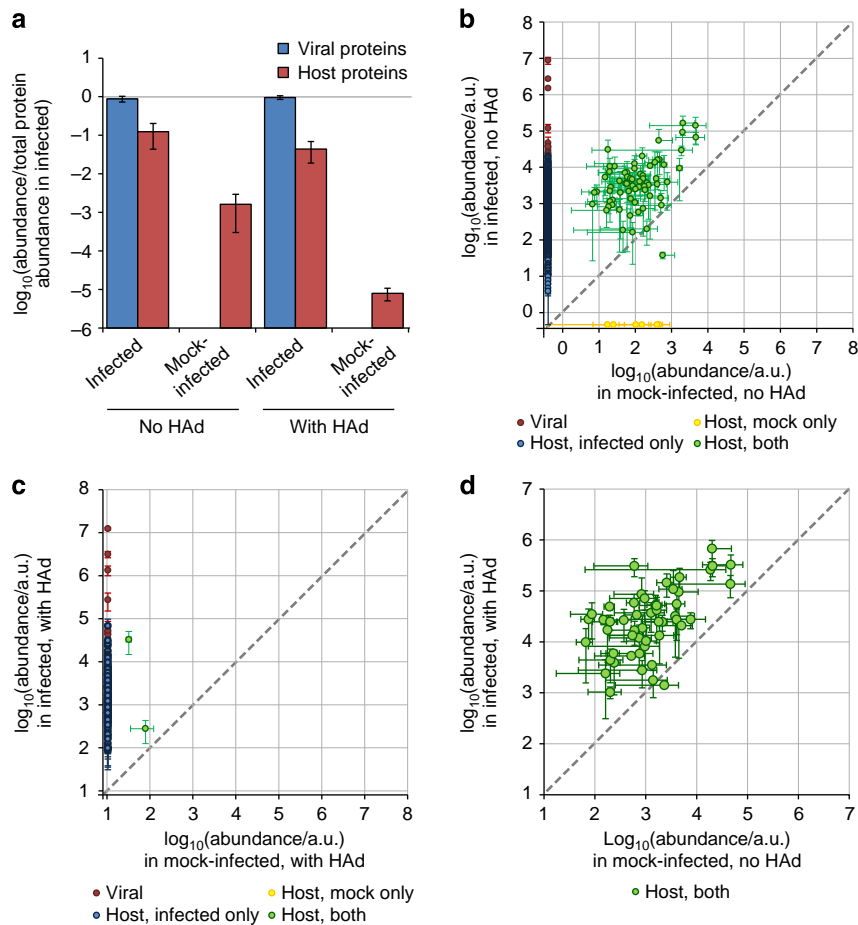 a
Viral proteins
Host proteins
log10(abundance/total protein
abundance in infected)
1
0
–1
–2
–3
–4
–5
–6
Infected
Mock-
infected
Infected
Mock-
infected
No HAd
With HAd
b
log10(abundance/a.u.)
in infected, no HAd
8
7
6
5
4
3
2
1
0
0 1 2 3 4 5 6 7 8
log10(abundance/a.u.)
in mock-infected, no HAd
Viral
Host, mock only
Host, infected only
Host, both
c
log10(abundance/a.u.)
in infected, with HAd
8
7
6
5
4
3
2
1
1 2 3 4 5 6 7 8
log10(abundance/a.u.)
in mock-infected, with HAd
Viral
Host, mock only
Host, infected only
Host, both
d
log10(abundance/a.u.)
in infected, with HAd
7
6
5
4
3
2
1
1 2 3 4 5 6 7
Log10(abundance/a.u.)
in mock-infected, no HAd
Host, both